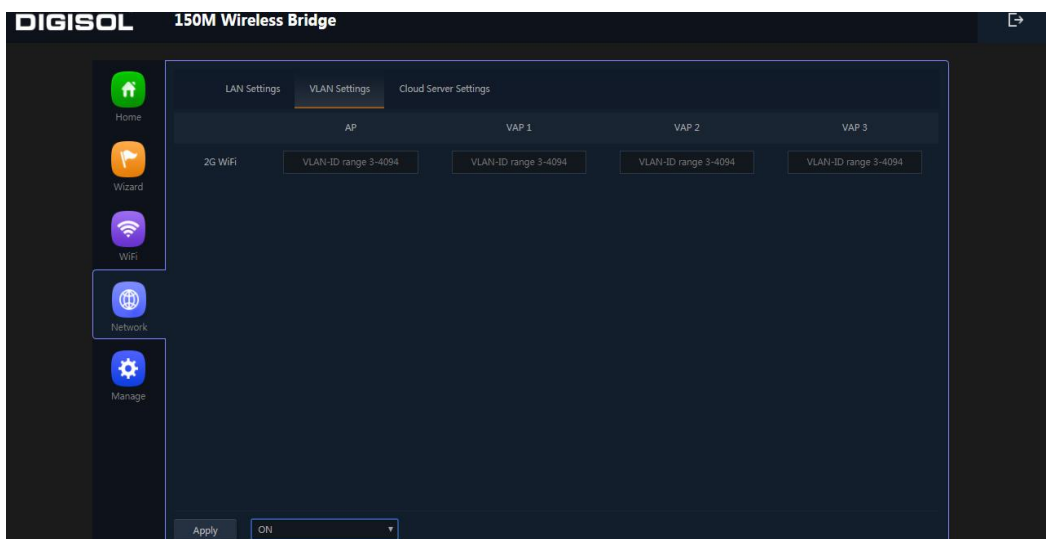 DIGISOL 150M Wireless Bridge
Home
Wizard
WiFi
Network
Manage
LAN Settings VLAN Settings Cloud Server Settings
AP VAP 1 VAP 2 VAP 3
2G WiFi VLAN-ID range 3-4094 VLAN-ID range 3-4094 VLAN-ID range 3-4094 VLAN-ID range 3-4094
Apply ON